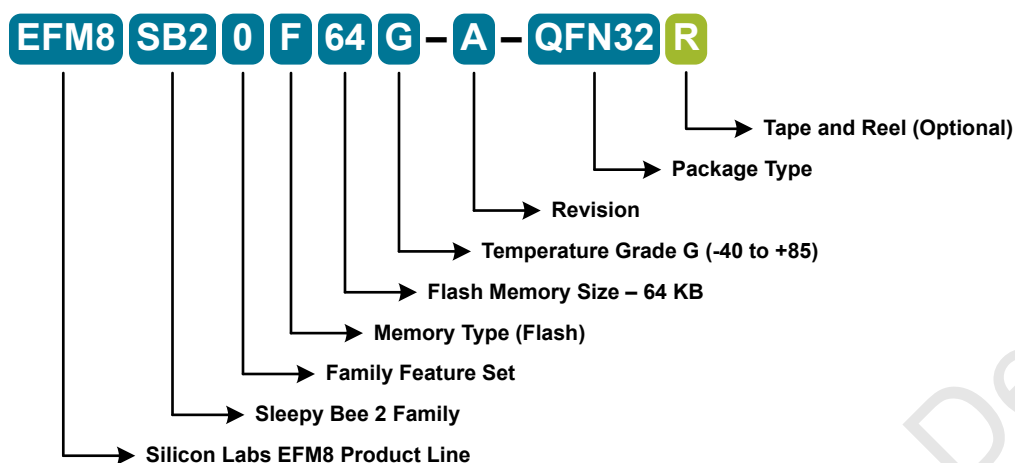 EFM8 SB2 0 F 64 G – A – QFN32 R
Tape and Reel (Optional)
Package Type
Revision
Temperature Grade G (-40 to +85)
Flash Memory Size – 64 KB
Memory Type (Flash)
Family Feature Set
Sleepy Bee 2 Family
Silicon Labs EFM8 Product Line